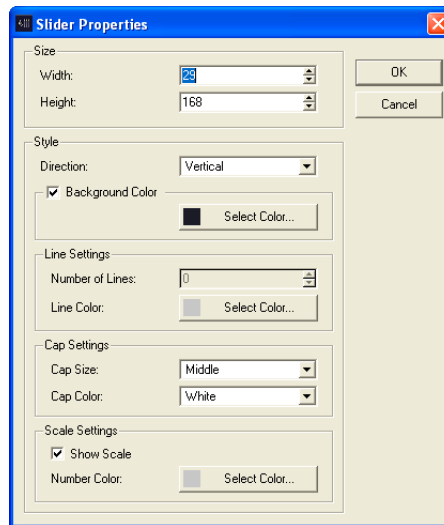 Slider Properties
Size
Width: 29
OK
Height: 168
Cancel
Style
Direction: Vertical
Background Color
Select Color...
Line Settings
Number of Lines: 0
Line Color: Select Color...
Cap Settings
Cap Size: Middle
Cap Color: White
Scale Settings
Show Scale
Number Color: Select Color...